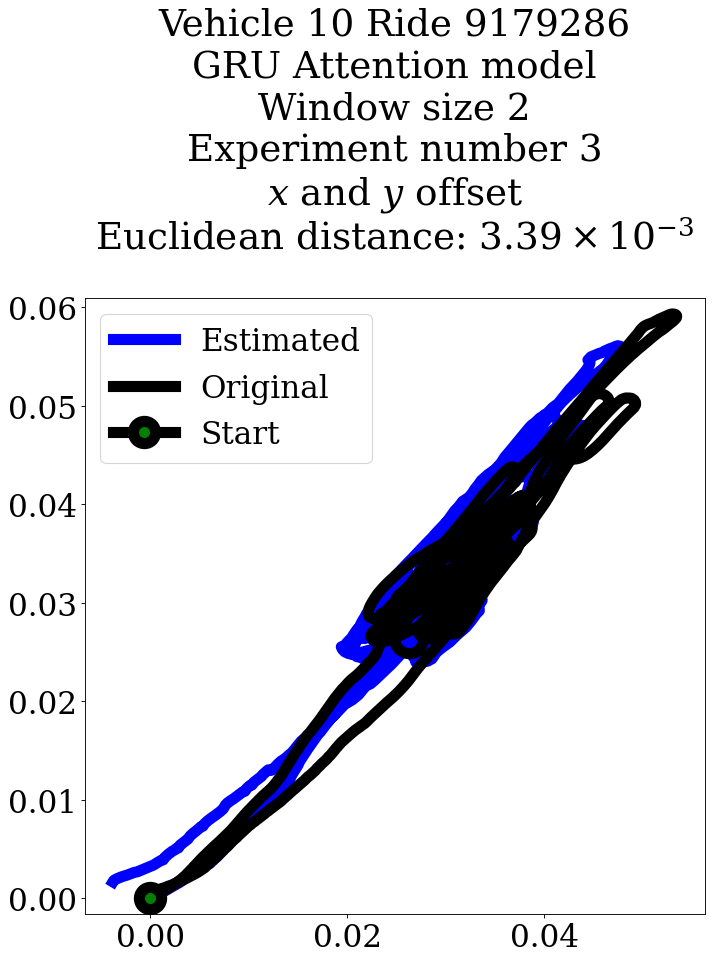 Vehicle 10 Ride 9179286
GRU Attention model
Window size 2
Experiment number 3
x and y offset
Euclidean distance: 3.39 × 10⁻³
0.06
0.05
0.04
0.03
0.02
0.01
0.00
Estimated
Original
Start
0.00 0.02 0.04